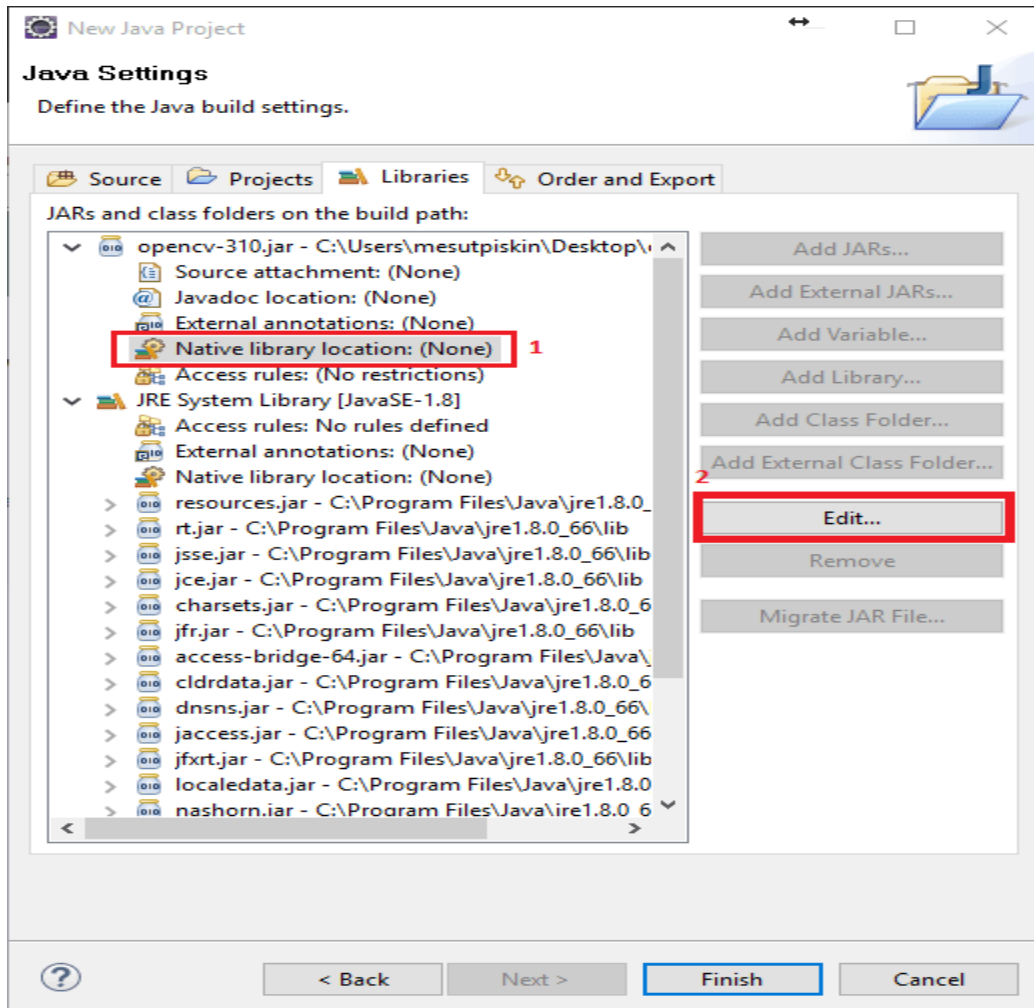 New Java Project
Java Settings
Define the Java build settings.
Source Projects Libraries Order and Export
JARs and class folders on the build path:
opencv-310.jar - C:\Users\mesutpiskin\Desktop\
Source attachment: (None)
Javadoc location: (None)
External annotations: (None)
Native library location: (None) 1
Access rules: (No restrictions)
JRE System Library [JavaSE-1.8]
Access rules: No rules defined
External annotations: (None)
Native library location: (None)
resources.jar - C:\Program Files\Java\jre1.8.0_
rt.jar - C:\Program Files\Java\jre1.8.0_66\lib
jsse.jar - C:\Program Files\Java\jre1.8.0_66\lib
jce.jar - C:\Program Files\Java\jre1.8.0_66\lib
charsets.jar - C:\Program Files\Java\jre1.8.0_6
jfr.jar - C:\Program Files\Java\jre1.8.0_66\lib
access-bridge-64.jar - C:\Program Files\Java\
cldrdata.jar - C:\Program Files\Java\jre1.8.0_6
dnsns.jar - C:\Program Files\Java\jre1.8.0_66\
jaccess.jar - C:\Program Files\Java\jre1.8.0_66
jfxrt.jar - C:\Program Files\Java\jre1.8.0_66\lib
localedata.jar - C:\Program Files\Java\jre1.8.0
nashorn.jar - C:\Program Files\Java\jre1.8.0_6
Add JARs...
Add External JARs...
Add Variable...
Add Library...
Add Class Folder...
Add External Class Folder...
2
Edit...
Remove
Migrate JAR File...
? < Back Next > Finish Cancel